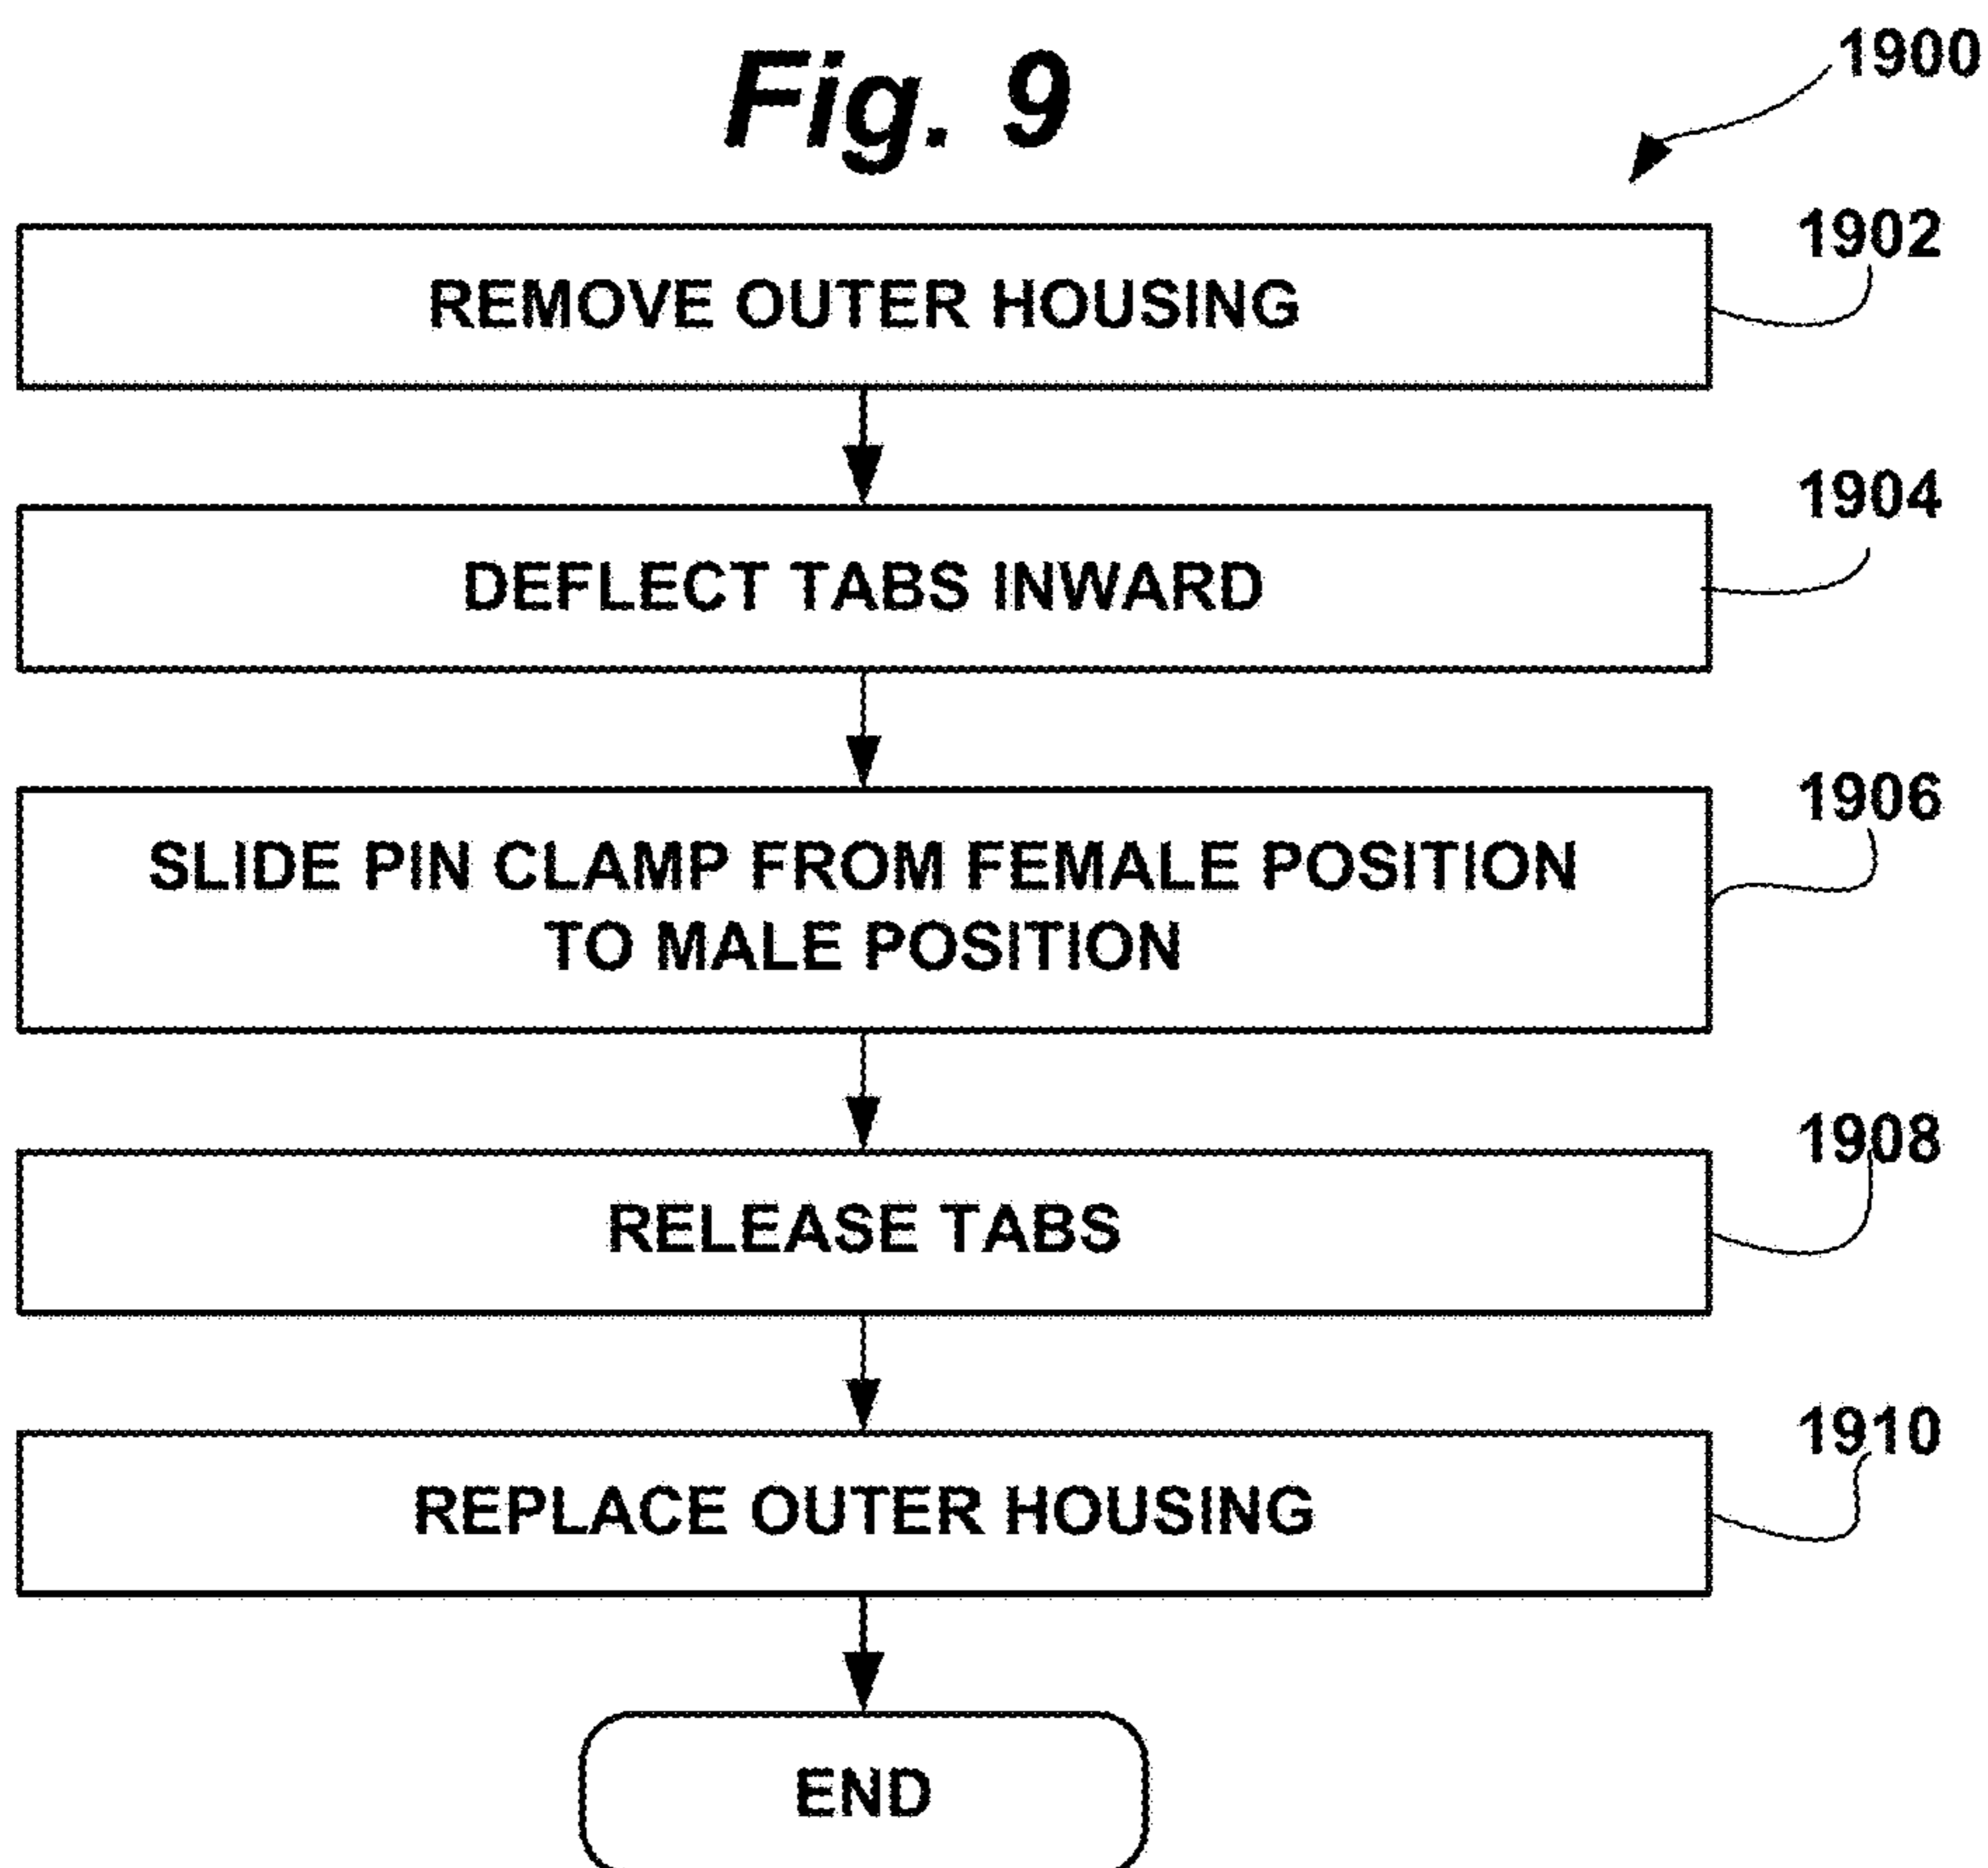 Fig. 9
1900
1902
REMOVE OUTER HOUSING
1904
DEFLECT TABS INWARD
1906
SLIDE PIN CLAMP FROM FEMALE POSITION
TO MALE POSITION
1908
RELEASE TABS
1910
REPLACE OUTER HOUSING
END